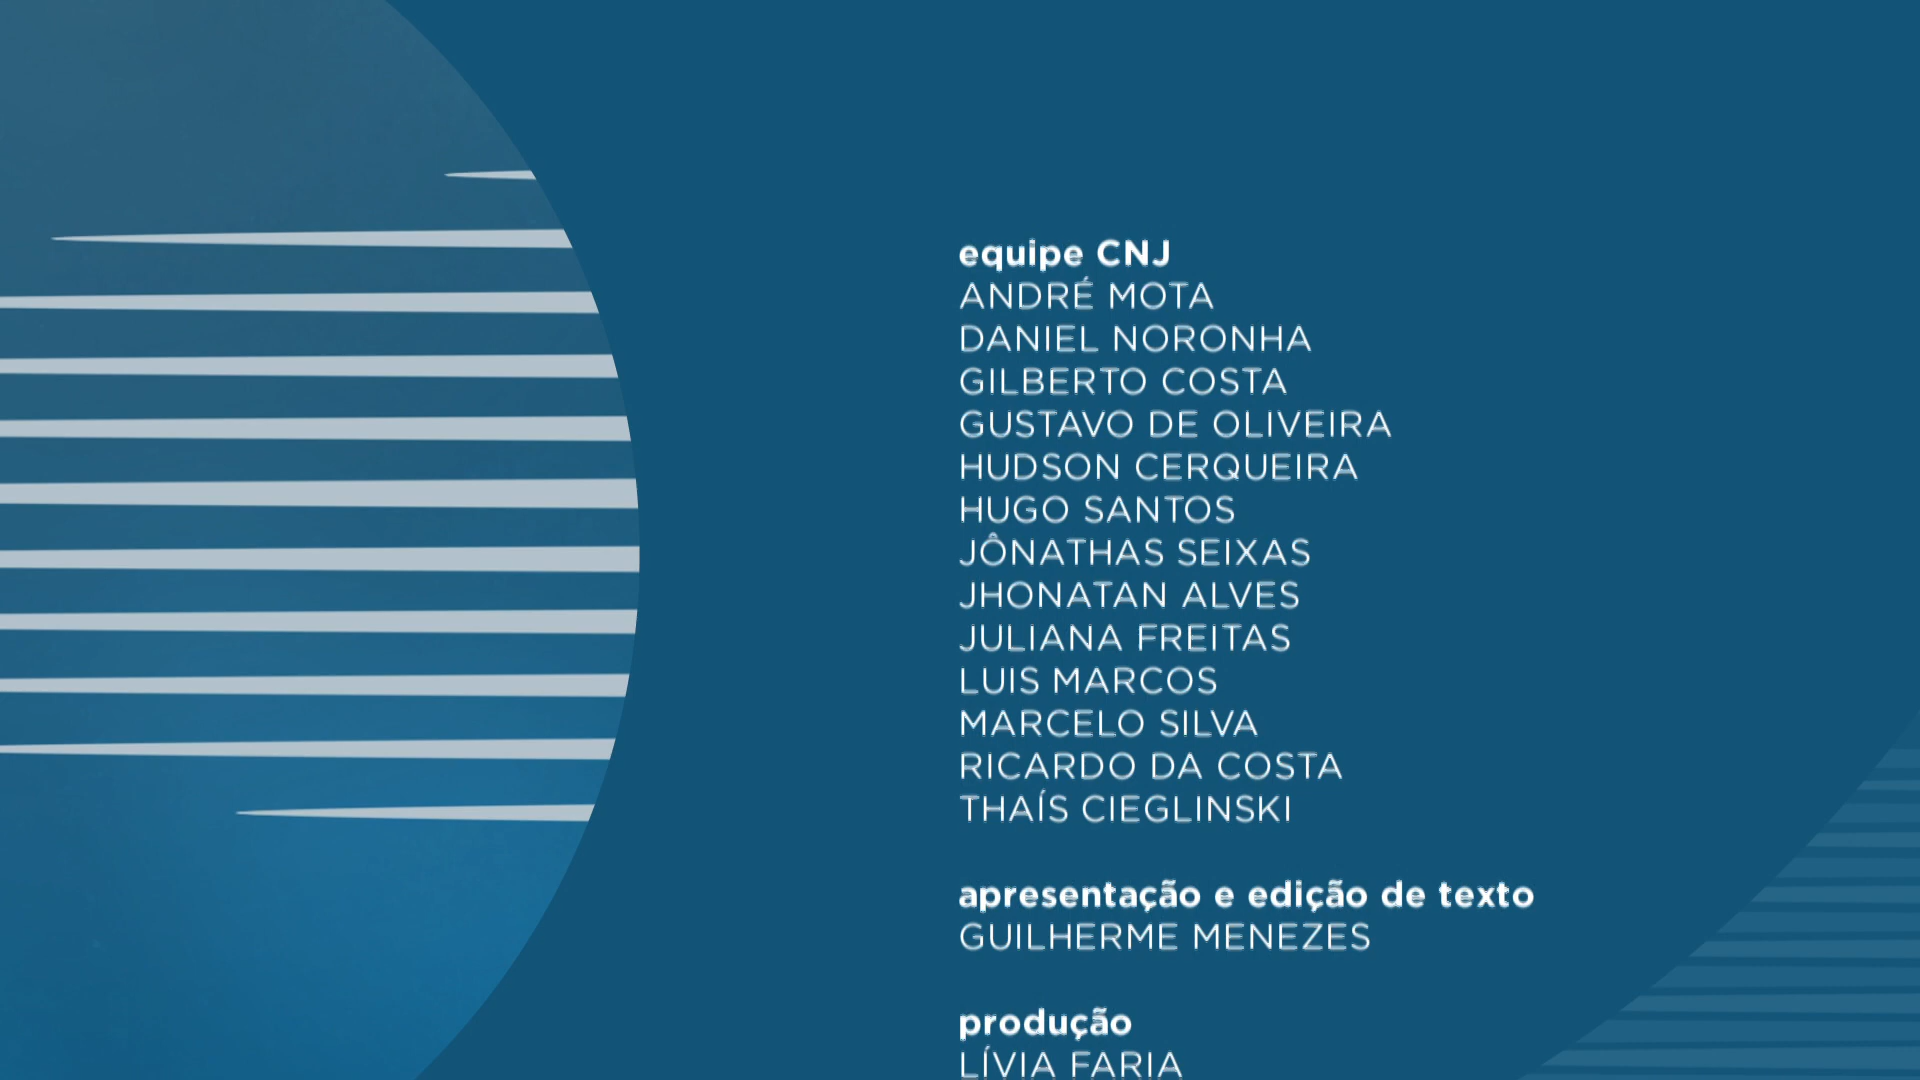 equipe CNJ
ANDRÉ MOTA
DANIEL NORONHA
GILBERTO COSTA
GUSTAVO DE OLIVEIRA
HUDSON CERQUEIRA
HUGO SANTOS
JÔNATHAS SEIXAS
JHONATAN ALVES
JULIANA FREITAS
LUIS MARCOS
MARCELO SILVA
RICARDO DA COSTA
THAÍS CIEGLINSKI
apresentação e edição de texto
GUILHERME MENEZES
produção
LÍVIA FARIA